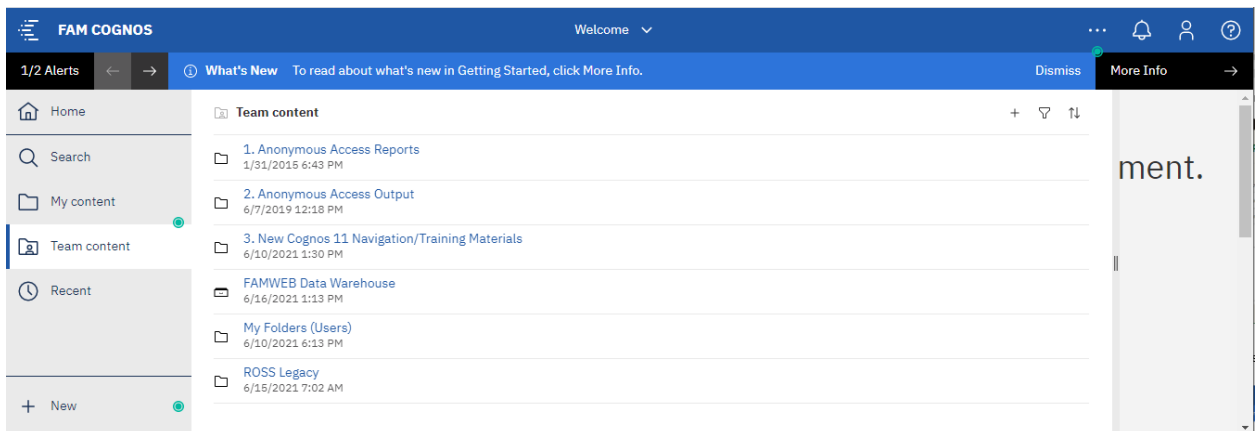 FAM COGNOS
Welcome
1/2 Alerts
What's New To read about what's new in Getting Started, click More Info.
Dismiss
More Info
Home
Search
My content
Team content
Recent
New
Team content
1. Anonymous Access Reports
1/31/2015 6:43 PM
2. Anonymous Access Output
6/7/2019 12:18 PM
3. New Cognos 11 Navigation/Training Materials
6/10/2021 1:30 PM
FAMWEB Data Warehouse
6/16/2021 1:13 PM
My Folders (Users)
6/10/2021 6:13 PM
ROSS Legacy
6/15/2021 7:02 AM
ment.